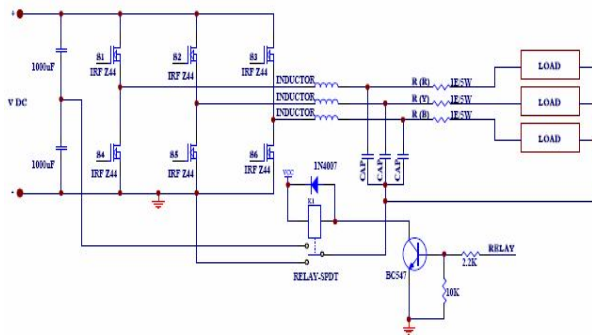 +
S1
S2
S3
1000uF
IRF Z44
IRF Z44
IRF Z44
LOAD
INDUCTOR
R (R)
1E/5W
V DC
INDUCTOR
R (Y)
1E/5W
LOAD
INDUCTOR
R (B)
1E/5W
LOAD
1000uF
S4
S5
S6
IRF Z44
IRF Z44
IRF Z44
CAP
CAP
CAP
1N4007
VCC
-
RELAY
2.2K
RELAY-SPDT
BC547
10K